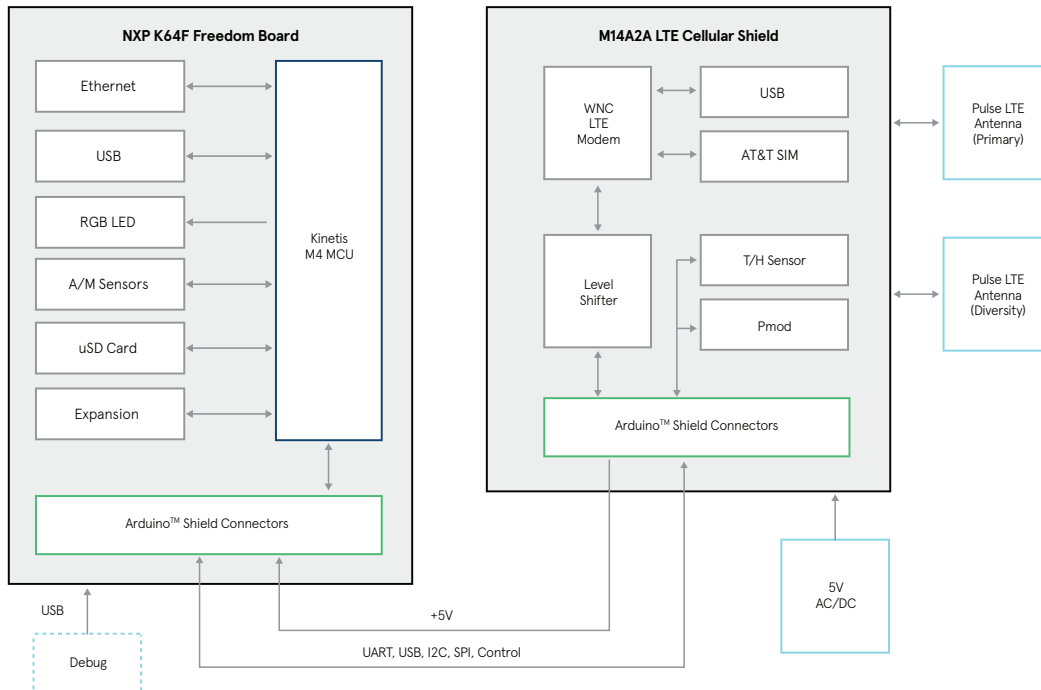 NXP K64F Freedom Board
Ethernet
USB
RGB LED
A/M Sensors
uSD Card
Expansion
Kinetis
M4 MCU
Arduino™ Shield Connectors
USB
Debug
M14A2A LTE Cellular Shield
WNC
LTE
Modem
USB
AT&T SIM
Level
Shifter
T/H Sensor
Pmod
Arduino™ Shield Connectors
Pulse LTE
Antenna
(Primary)
Pulse LTE
Antenna
(Diversity)
5V
AC/DC
+5V
UART, USB, I2C, SPI, Control